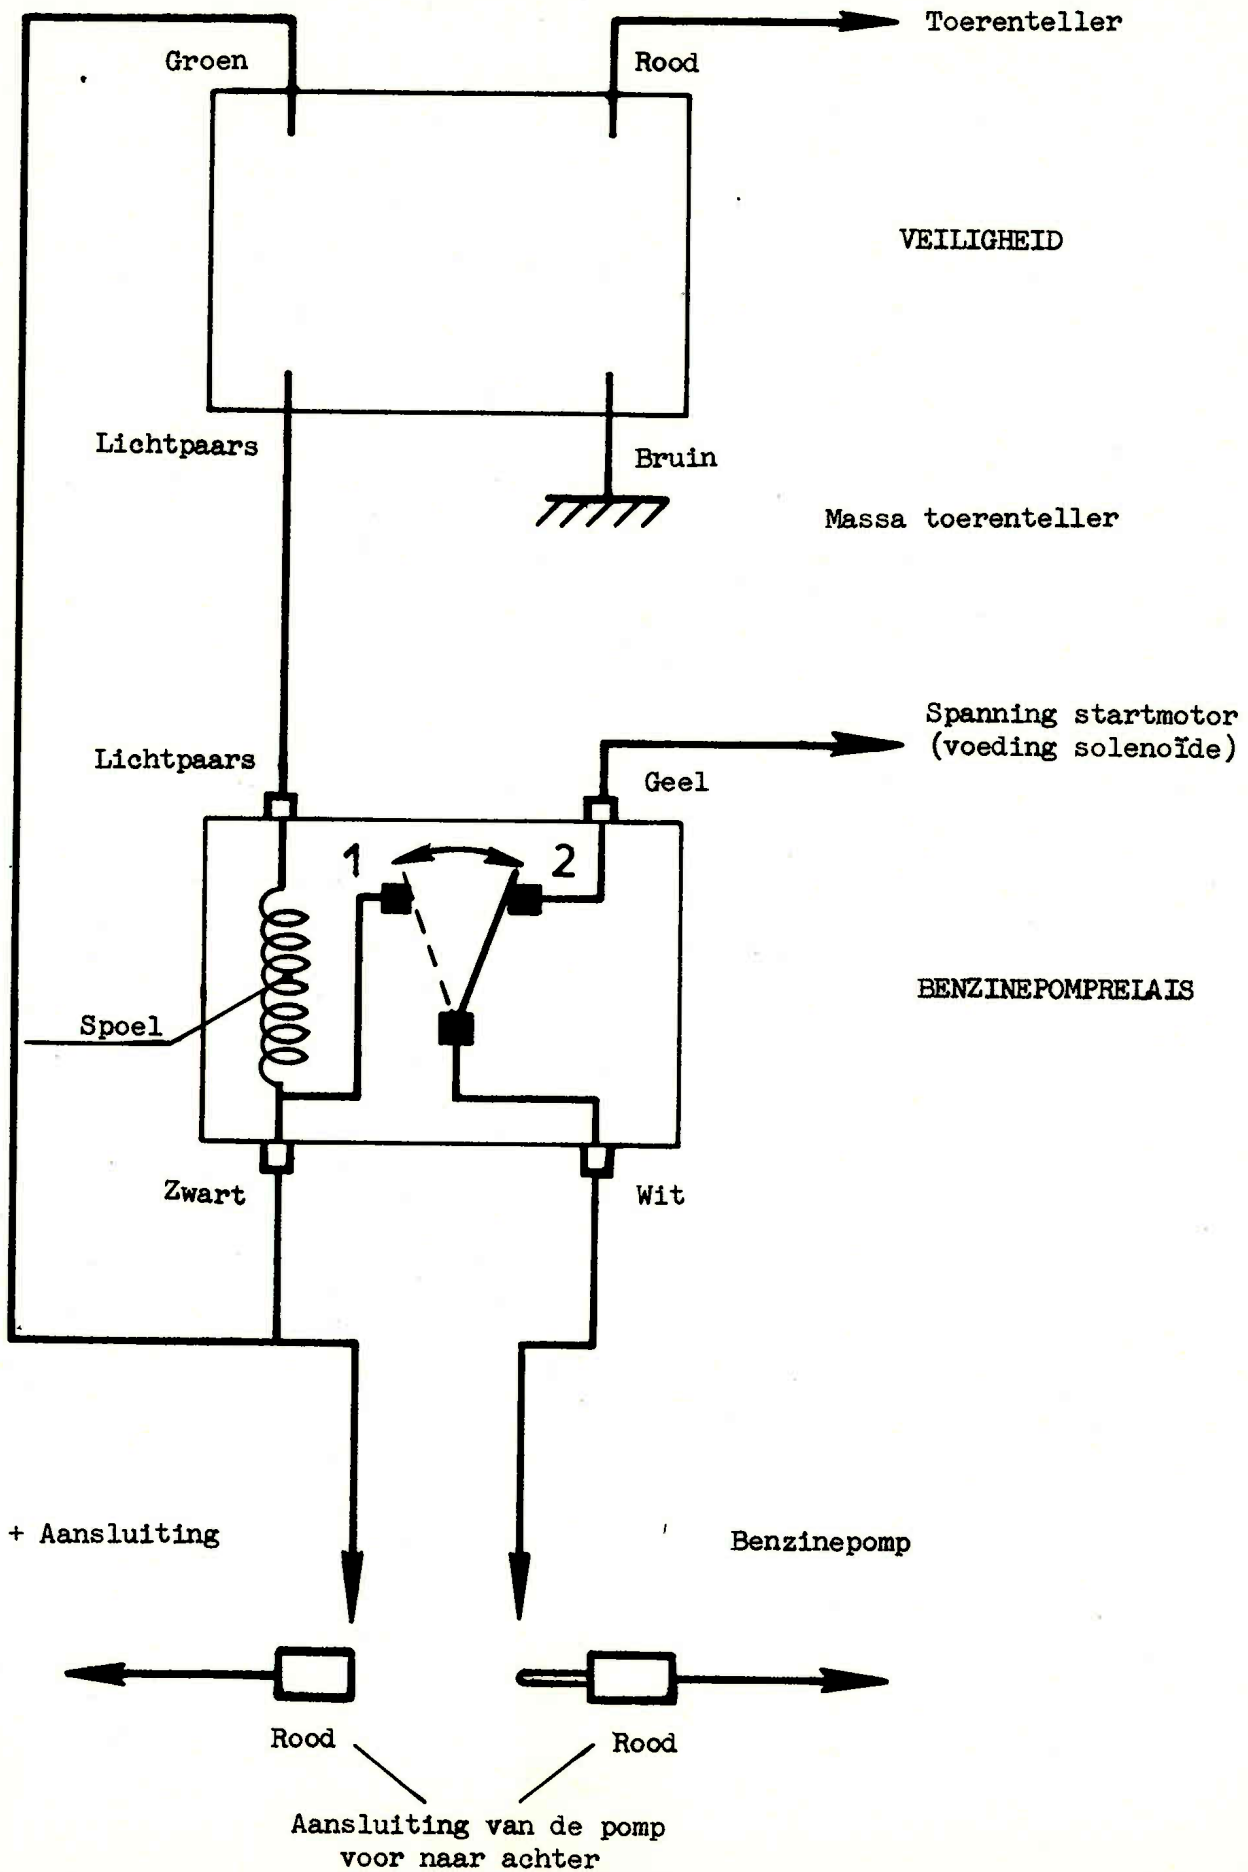 Toerenteller
Groen
Rood
VEILIGHEID
Lichtpaars
Bruin
Massa toerenteller
Spanning startmotor
(voeding solenoïde)
Lichtpaars
Geel
1
2
BENZINEPOMPRELAIS
Spoel
Zwart
Wit
+ Aansluiting
Benzinepomp
Rood
Rood
Aansluiting van de pomp
voor naar achter